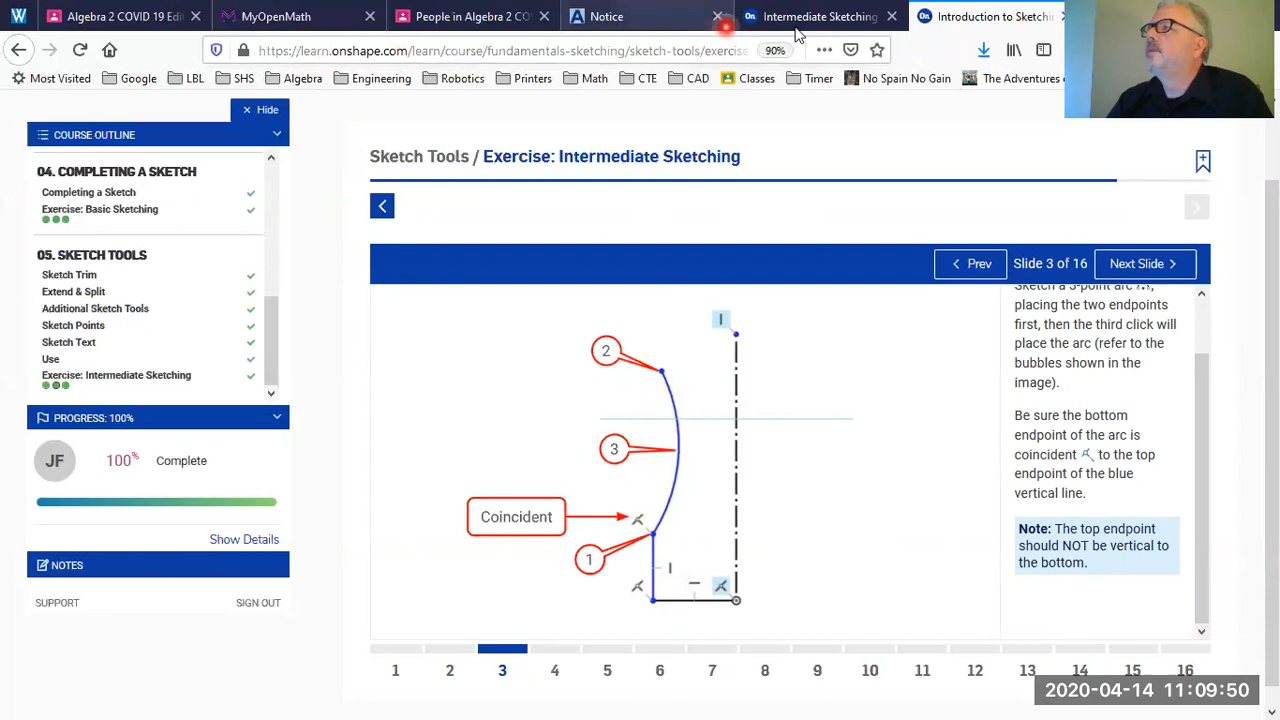 Algebra 2 COVID 19 Edi
MyOpenMath
People in Algebra 2 CO
Notice
Intermediate Sketching
Introduction to Sketchi
https://learn.onshape.com/learn/course/fundamentals-sketching/sketch-tools/exercise
90%
Most Visited
Google
LBL
SHS
Algebra
Engineering
Robotics
Printers
Math
CTE
CAD
Classes
Timer
No Spain No Gain
The Adventures o
× Hide
COURSE OUTLINE
04. COMPLETING A SKETCH
Completing a Sketch
Exercise: Basic Sketching
05. SKETCH TOOLS
Sketch Trim
Extend & Split
Additional Sketch Tools
Sketch Points
Sketch Text
Use
Exercise: Intermediate Sketching
PROGRESS: 100%
JF
100% Complete
Show Details
NOTES
SUPPORT
SIGN OUT
Sketch Tools / Exercise: Intermediate Sketching
Prev
Slide 3 of 16
Next Slide
2
3
Coincident
1
Sketch a 3-point arc,
placing the two endpoints
first, then the third click will
place the arc (refer to the
bubbles shown in the
image).
Be sure the bottom
endpoint of the arc is
coincident to the top
endpoint of the blue
vertical line.
Note: The top endpoint
should NOT be vertical to
the bottom.
1 2 3 4 5 6 7 8 9 10 11 12 13 14 15 16
2020-04-14 11:09:50